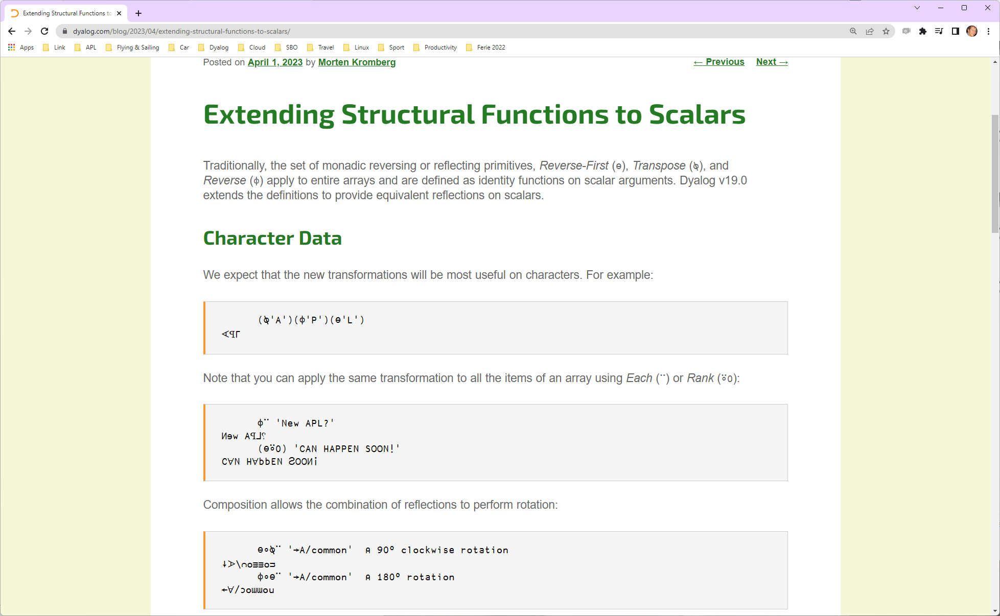 Extending Structural Functions to
dyalog.com/blog/2023/04/extending-structural-functions-to-scalars/
Apps Link APL Flying & Sailing Car Dyalog Cloud SBO Travel Linux Sport Productivity Ferie 2022
Posted on April 1, 2023 by Morten Kromberg ← Previous Next →
Extending Structural Functions to Scalars
Traditionally, the set of monadic reversing or reflecting primitives, Reverse-First (⊖), Transpose (⍉), and
Reverse (⌽) apply to entire arrays and are defined as identity functions on scalar arguments. Dyalog v19.0
extends the definitions to provide equivalent reflections on scalars.
Character Data
We expect that the new transformations will be most useful on characters. For example:
(⍉'A')(⌽'P')(⊖'L')
∢ꟼΓ
Note that you can apply the same transformation to all the items of an array using Each (¨) or Rank (⍤0):
⌽¨ 'New APL?'
Иɘw AꟼL⸮
(⊖⍤0) 'CAN HAPPEN SOON!'
C∀N H∀bbEN ƧOOИ¡
Composition allows the combination of reflections to perform rotation:
⊖∘⍉¨ '→A/common' ⍝ 90º clockwise rotation
↓ᗒ\∩o∃∃oᴝ
⌽∘⊖¨ '→A/common' ⍝ 180º rotation
←∀/ɔoɯɯou